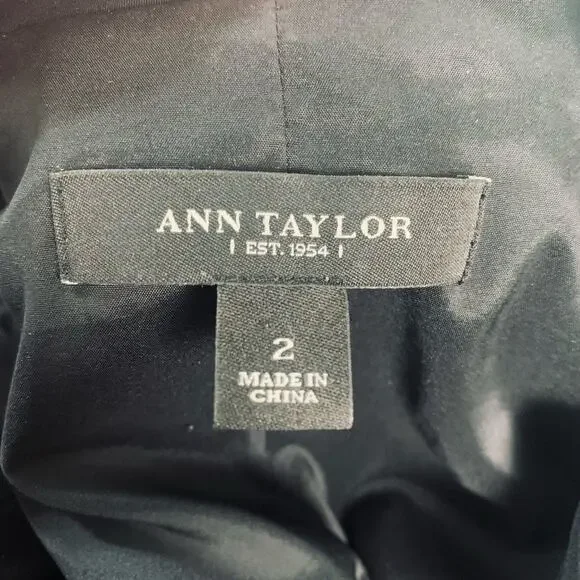 ANN TAYLOR
EST. 1954
2
MADE IN
CHINA